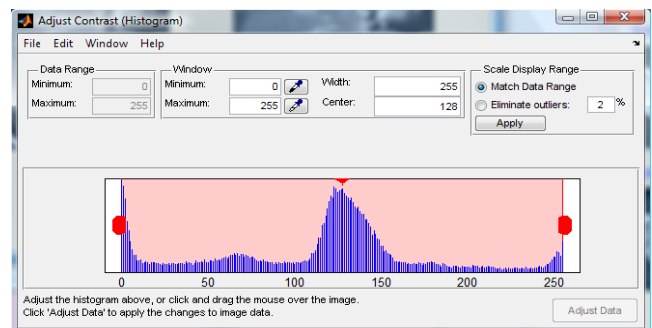 Adjust Contrast (Histogram)
File Edit Window Help
Data Range
Minimum: 0
Maximum: 255
Window
Minimum: 0
Maximum: 255
Width: 255
Center: 128
Scale Display Range
Match Data Range
Eliminate outliers: 2 %
Apply
0 50 100 150 200 250
Adjust the histogram above, or click and drag the mouse over the image.
Click 'Adjust Data' to apply the changes to image data.
Adjust Data